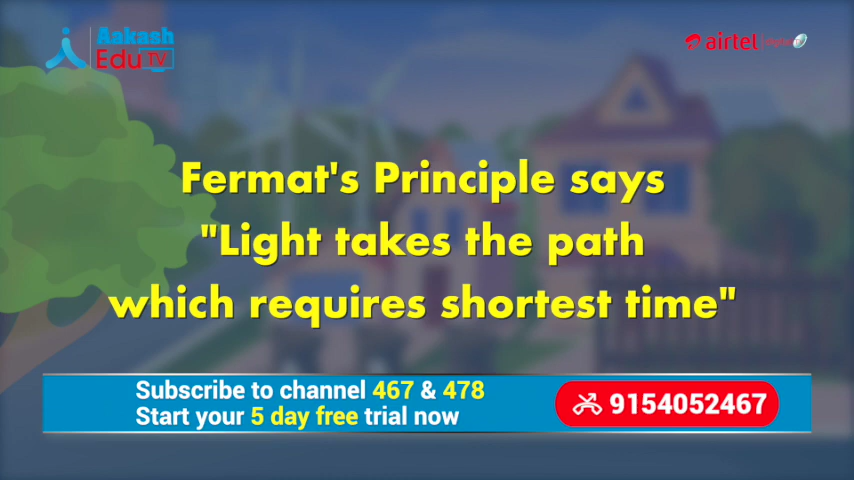 Aakash
Edu TV
airtel
Fermat's Principle says
"Light takes the path
which requires shortest time"
Subscribe to channel 467 & 478
Start your 5 day free trial now
9154052467